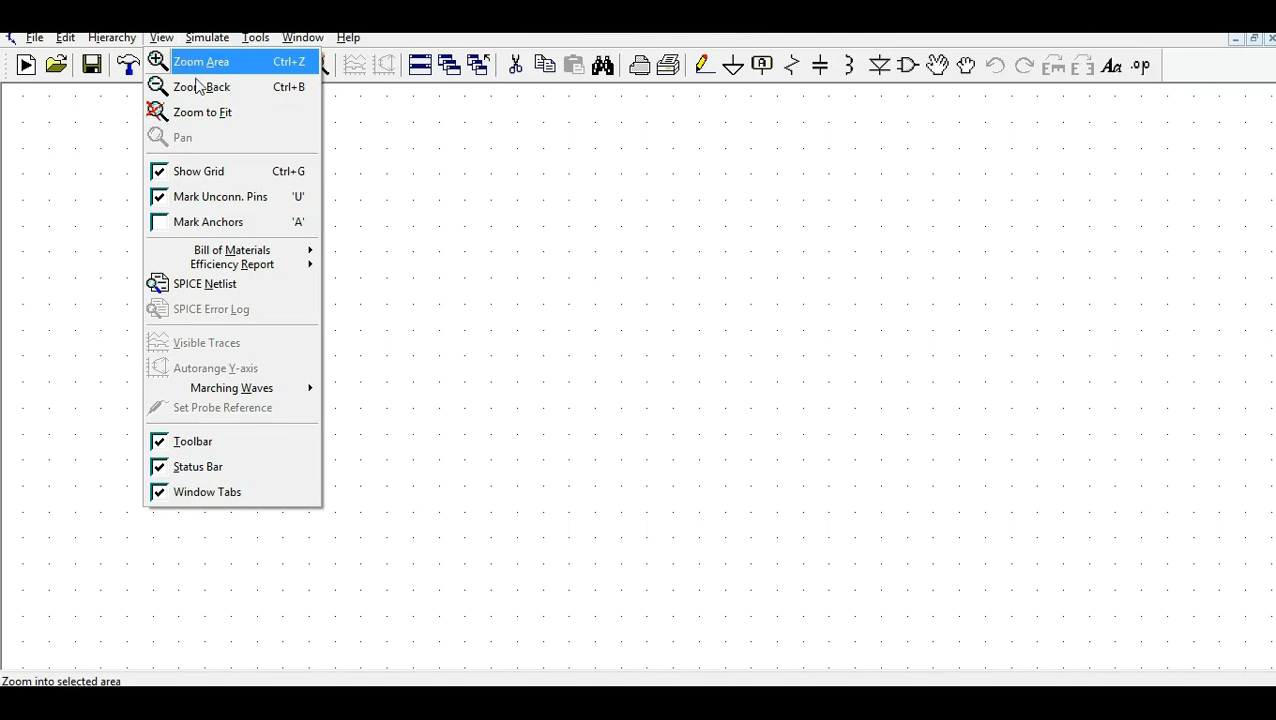 File Edit Hierarchy View Simulate Tools Window Help
Aa .op
Zoom Area Ctrl+Z
Zoom Back Ctrl+B
Zoom to Fit
Pan
Show Grid Ctrl+G
Mark Unconn. Pins 'U'
Mark Anchors 'A'
Bill of Materials
Efficiency Report
SPICE Netlist
SPICE Error Log
Visible Traces
Autorange Y-axis
Marching Waves
Set Probe Reference
Toolbar
Status Bar
Window Tabs
Zoom into selected area